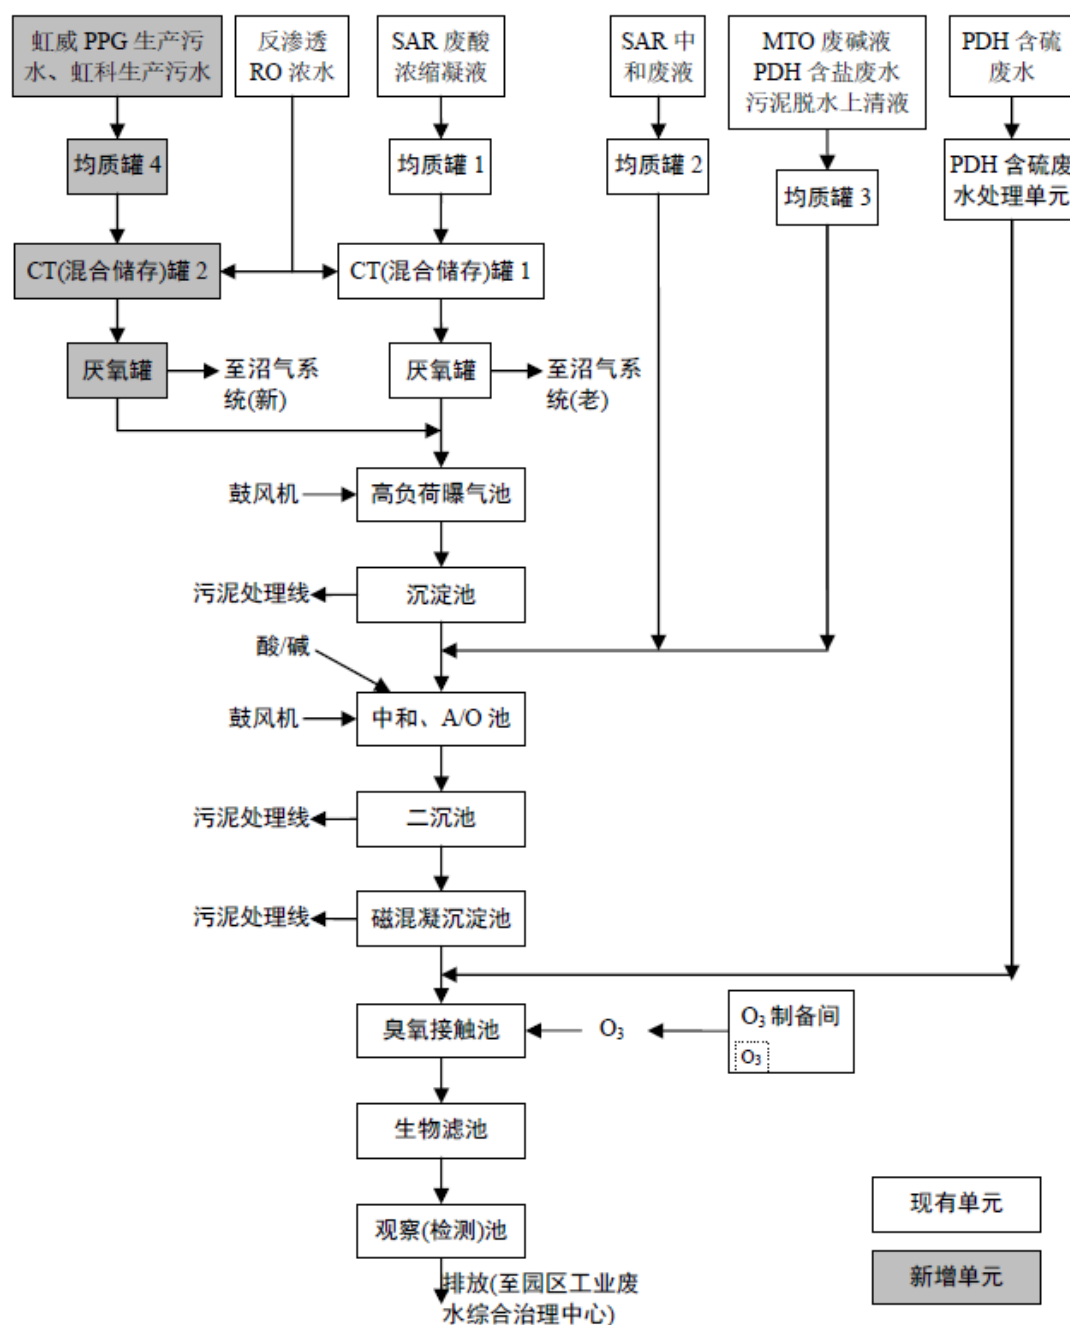 虹威 PPG 生产污
水、虹科生产污水
反渗透
RO 浓水
SAR 废酸
浓缩凝液
SAR 中
和废液
MTO 废碱液
PDH 含盐废水
污泥脱水上清液
PDH 含硫
废水
均质罐 4
均质罐 1
均质罐 2
均质罐 3
PDH 含硫废
水处理单元
CT(混合储存)罐 2
CT(混合储存)罐 1
厌氧罐
至沼气系
统(新)
厌氧罐
至沼气系
统(老)
鼓风机
高负荷曝气池
污泥处理线
沉淀池
酸/碱
鼓风机
中和、A/O 池
污泥处理线
二沉池
污泥处理线
磁混凝沉淀池
臭氧接触池
O₃
O₃ 制备间
O₃
生物滤池
观察(检测)池
排放(至园区工业废
水综合治理中心)
现有单元
新增单元